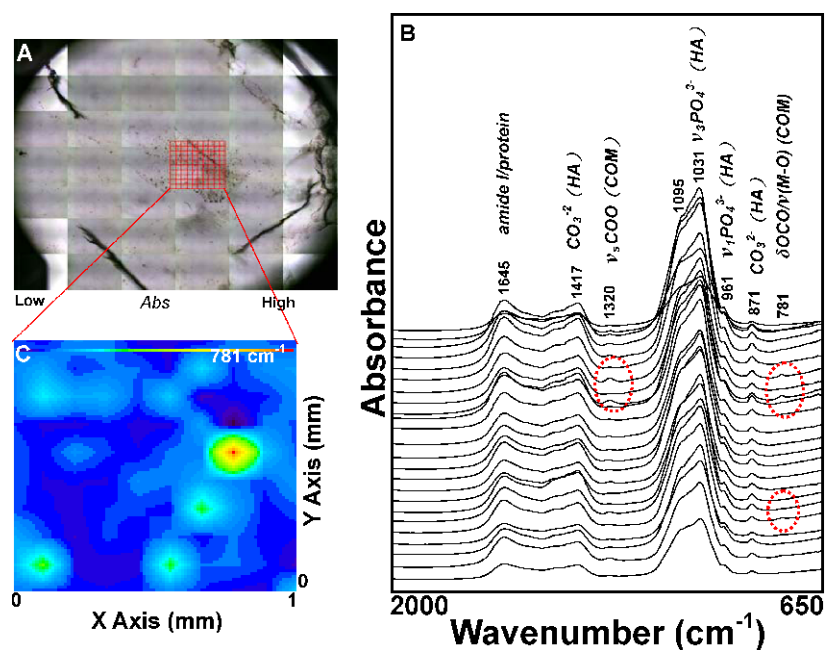 A
Low Abs High
C
781 cm⁻¹
Y Axis (mm)
0
0 1
X Axis (mm)
B
Absorbance
1645 amide I/protein
1417 CO₃⁻² (HA)
1320 νsCOO (COM)
1095
1031 ν₃PO₄³⁻ (HA)
961 ν₁PO₄³⁻ (HA)
871 CO₃²⁻ (HA)
781 δOCO/ν(M-O) (COM)
2000 650
Wavenumber (cm⁻¹)